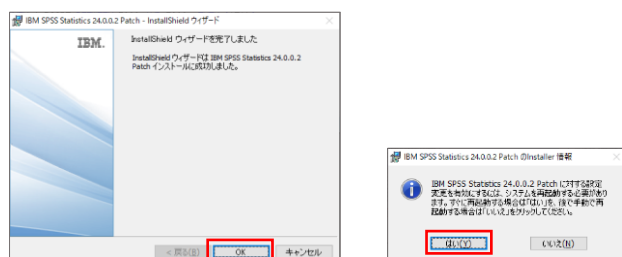 IBM SPSS Statistics 24.0.0.2 Patch - InstallShield ウィザード
IBM.
InstallShield ウィザードを完了しました
InstallShield ウィザードは IBM SPSS Statistics 24.0.0.2
Patch インストールに成功しました。
< 戻る(B)
OK
キャンセル
IBM SPSS Statistics 24.0.0.2 Patch のInstaller 情報
IBM SPSS Statistics 24.0.0.2 Patch に対する設定
変更を有効にするには、システムを再起動する必要があり
ます。すぐに再起動する場合は「はい」を、後で手動で再
起動する場合は「いいえ」をクリックしてください。
はい(Y)
いいえ(N)